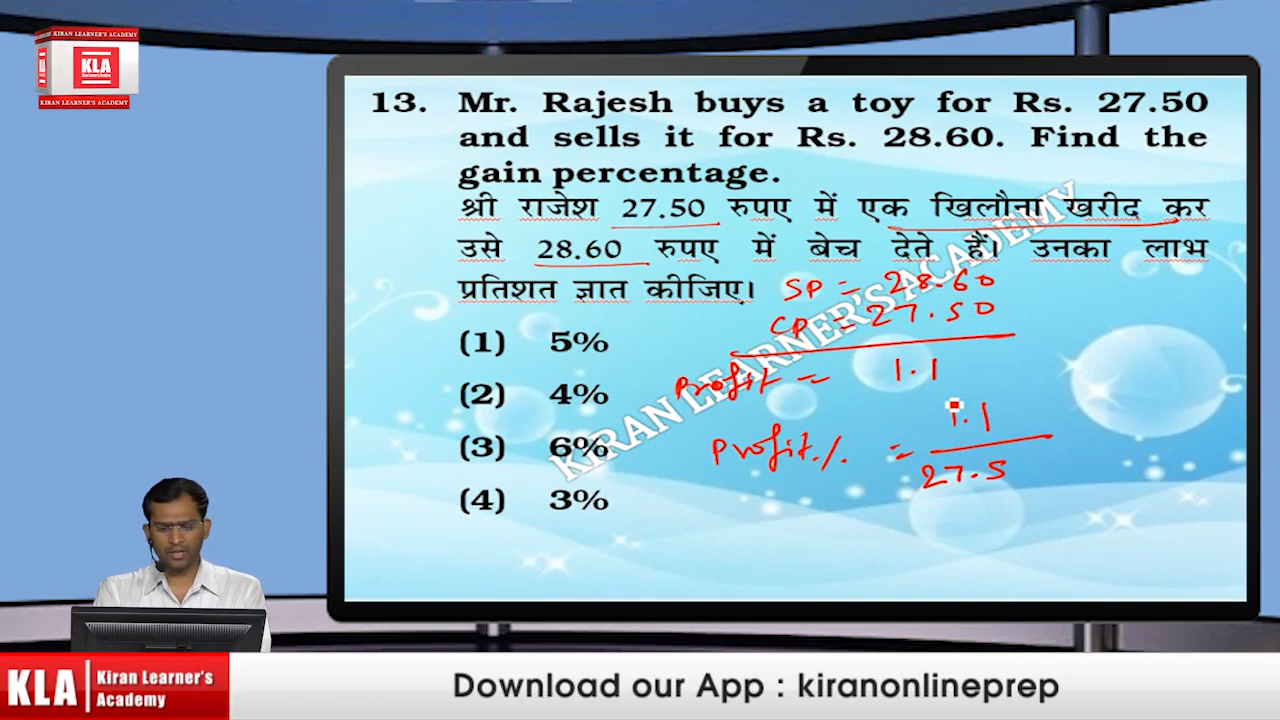 KIRAN LEARNER'S ACADEMY
KLA
Kiran Learner's Academy
KIRAN LEARNER'S ACADEMY
13. Mr. Rajesh buys a toy for Rs. 27.50
and sells it for Rs. 28.60. Find the
gain percentage.
श्री राजेश 27.50 रुपए में एक खिलौना खरीद कर
उसे 28.60 रुपए में बेच देते हैं। उनका लाभ
प्रतिशत ज्ञात कीजिए।
SP = 28.60
CP = 27.50
Profit = 1.1
Profit % = 1.1
27.5
(1) 5%
(2) 4%
(3) 6%
(4) 3%
KIRAN LEARNER'S ACADEMY
KLA
Kiran Learner's
Academy
Download our App : kiranonlineprep